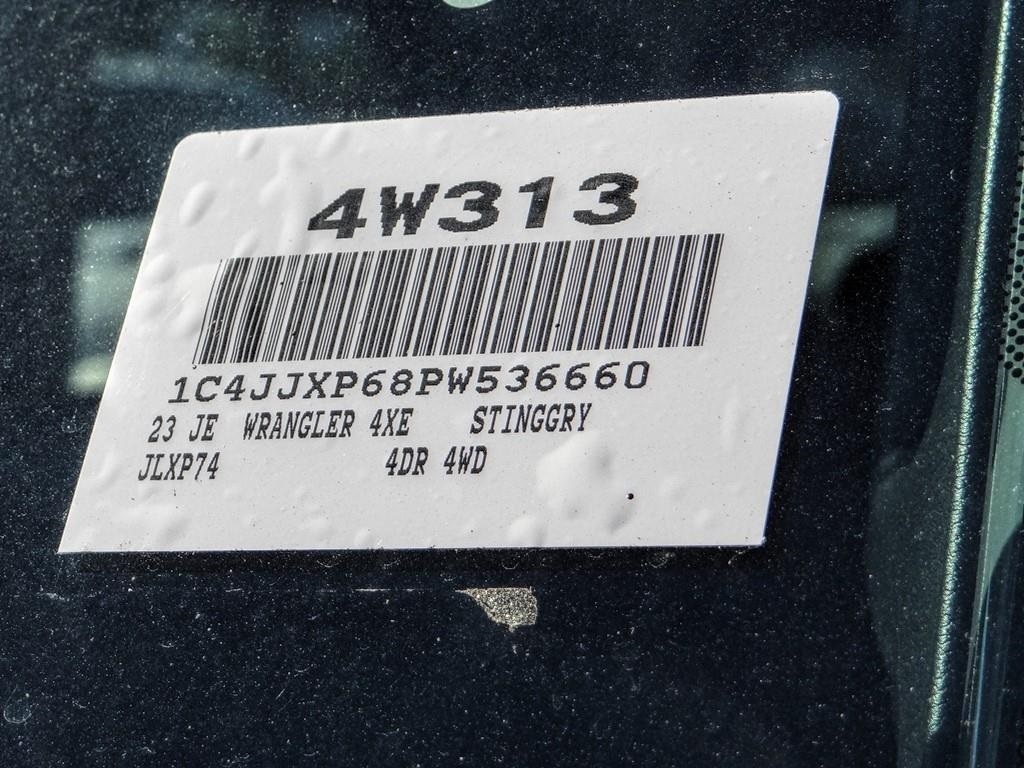 4W313
1C4JJXP68PW536660
23 JE WRANGLER 4XE STINGGRY
JLXP74 4DR 4WD